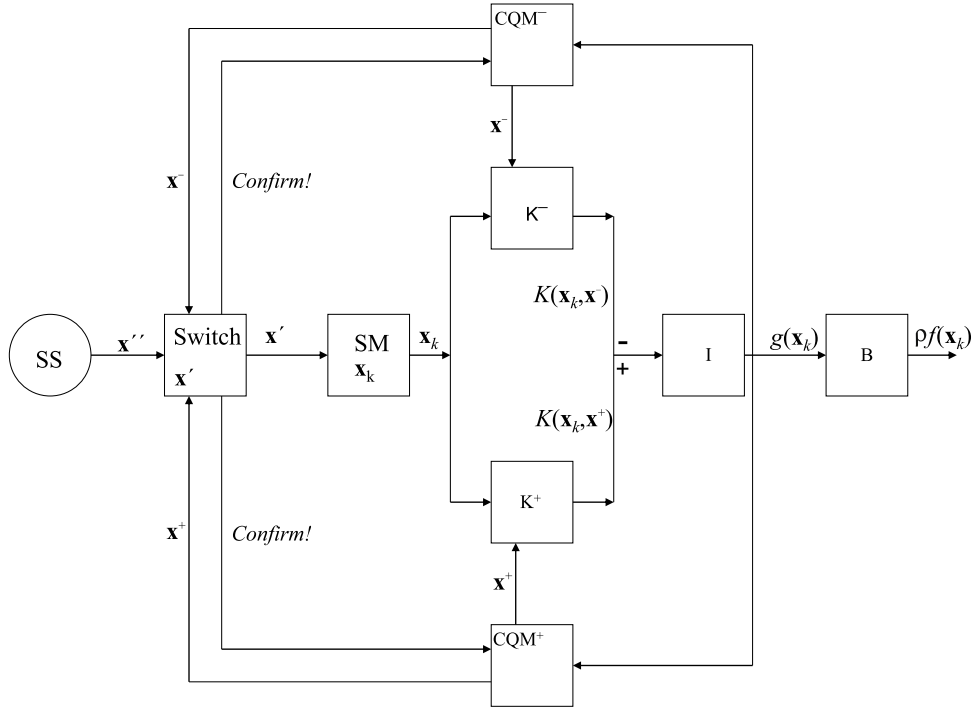 CQM⁻
x⁻
x⁻
Confirm!
K⁻
K(xₖ,x⁻)
SS
x´´
Switch
x´
x´
SM
xₖ
xₖ
-
+
I
g(xₖ)
B
ρf(xₖ)
K(xₖ,x⁺)
K⁺
x⁺
Confirm!
x⁺
CQM⁺